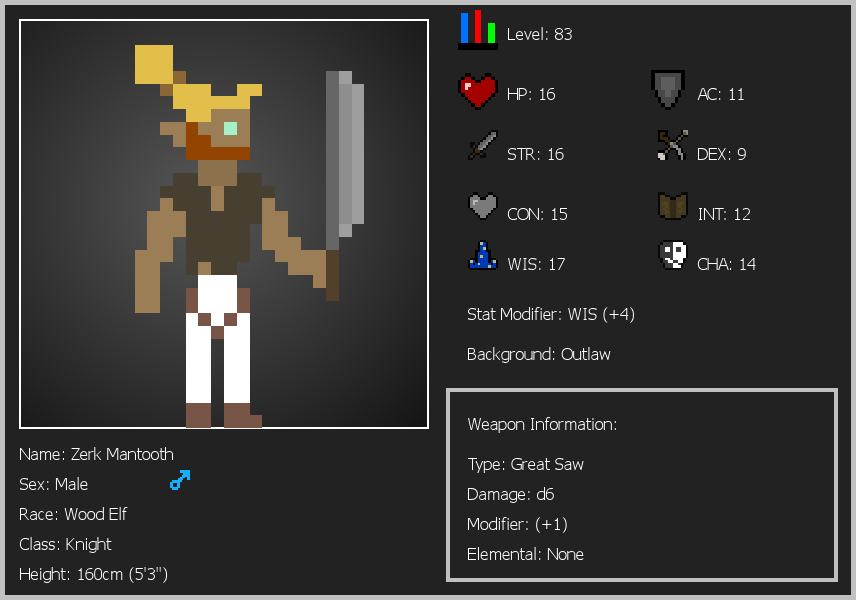 Level: 83
HP: 16
AC: 11
STR: 16
DEX: 9
CON: 15
INT: 12
WIS: 17
CHA: 14
Stat Modifier: WIS (+4)
Background: Outlaw
Weapon Information:
Type: Great Saw
Damage: d6
Modifier: (+1)
Elemental: None
Name: Zerk Mantooth
Sex: Male
Race: Wood Elf
Class: Knight
Height: 160cm (5'3")